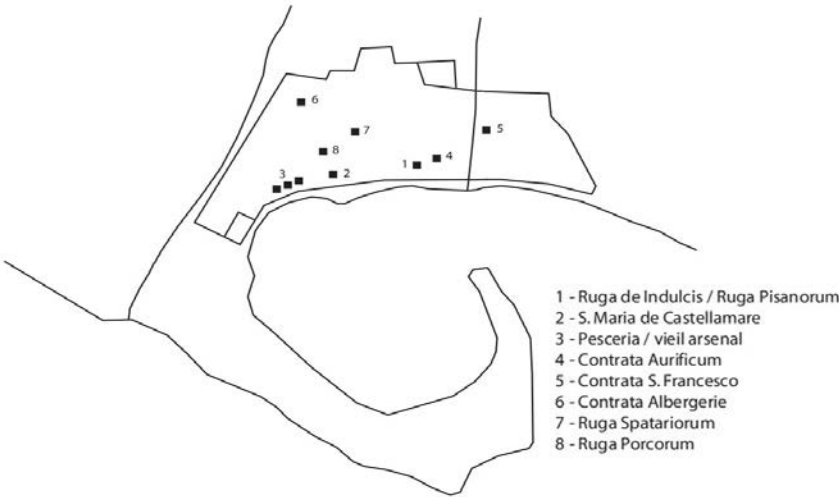 6
7
5
8
1
4
3
2
1 - Ruga de Indulcis / Ruga Pisanorum
2 - S. Maria de Castellamare
3 - Pesceria / vieil arsenal
4 - Contrata Aurificum
5 - Contrata S. Francesco
6 - Contrata Albergerie
7 - Ruga Spatariorum
8 - Ruga Porcorum